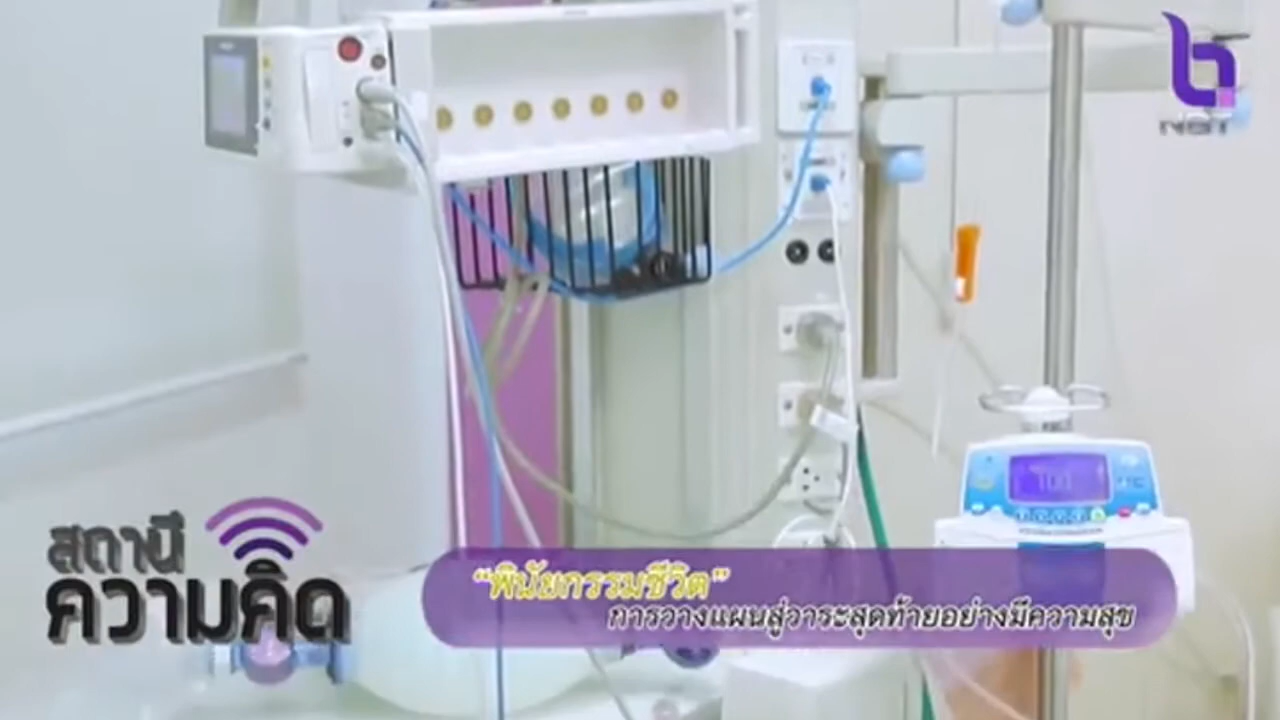 NBT
สถานี
ความคิด
“พินัยกรรมชีวิต”
การวางแผนสู่วาระสุดท้ายอย่างมีความสุข